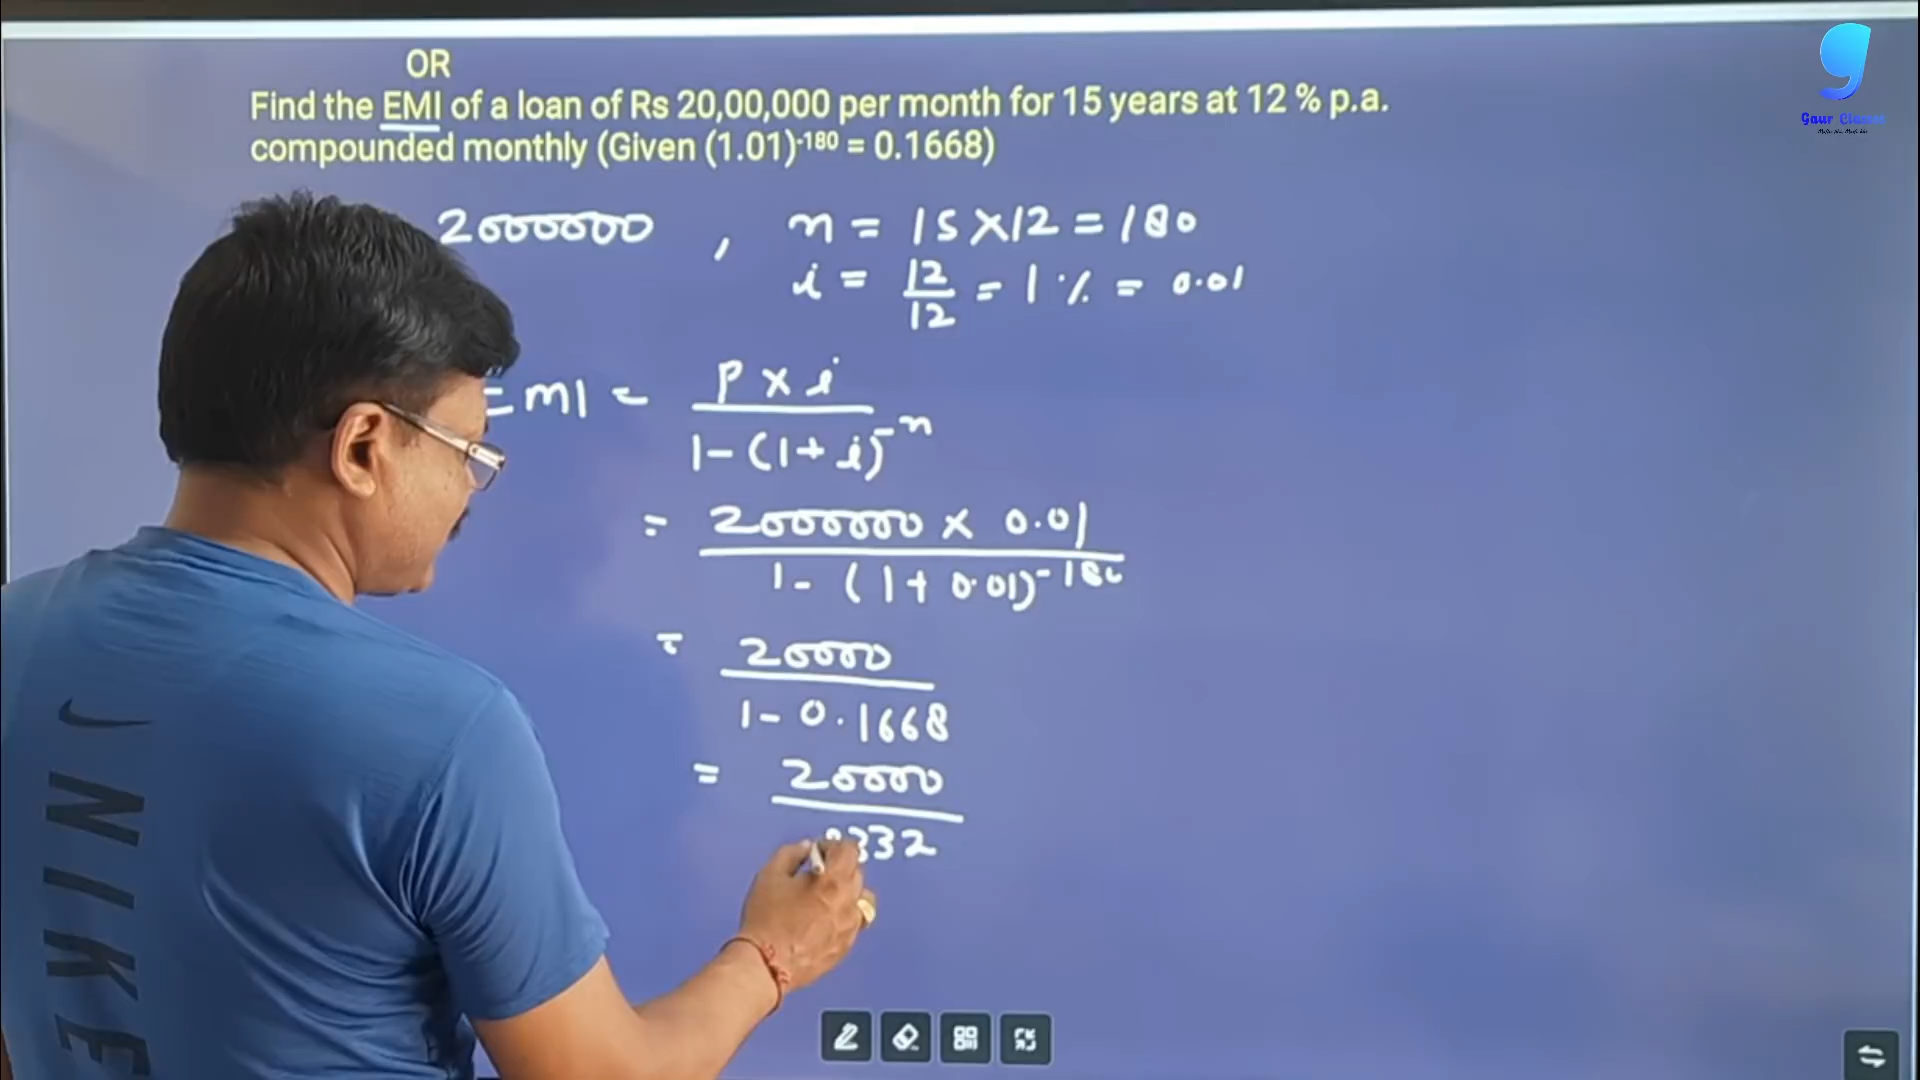 OR
Find the EMI of a loan of Rs 20,00,000 per month for 15 years at 12 % p.a.
compounded monthly (Given (1.01)⁻¹⁸⁰ = 0.1668)
Gaur Classes
2000000 , n = 15 × 12 = 180
i = 12/12 = 1 % = 0.01
EMI = P × i / 1 - (1 + i)⁻ⁿ
= 2000000 × 0.01 / 1 - (1 + 0.01)⁻¹⁸⁰
= 20000 / 1 - 0.1668
= 20000 / 8332
NIKE